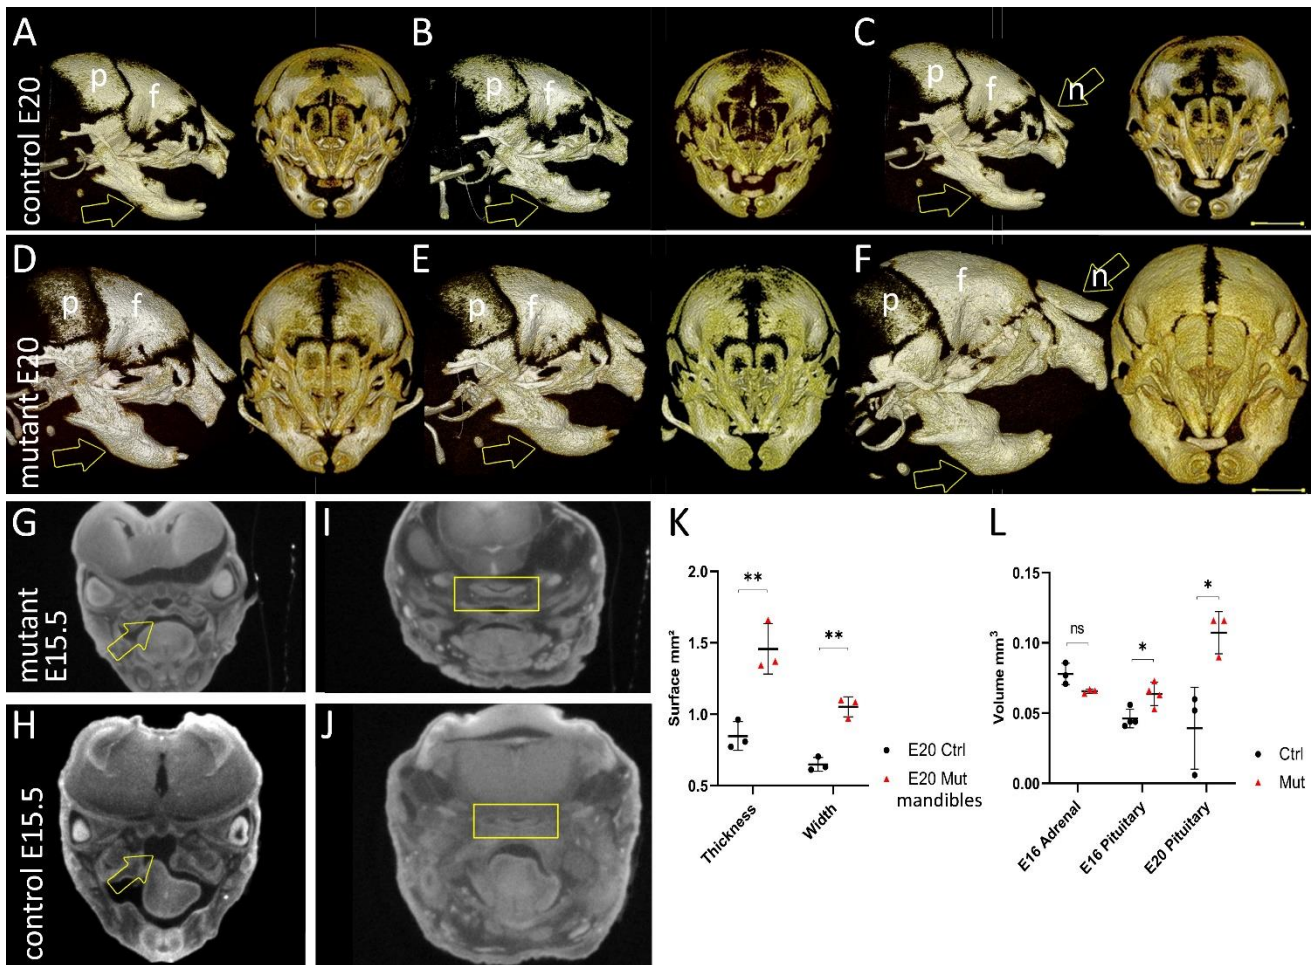 A
B
C
control E20
p
f
p
f
p
f
n
D
E
F
mutant E20
p
f
p
f
p
f
n
G
I
mutant
E15.5
H
J
control E15.5
K
Surface mm²
2.0
1.5
1.0
0.5
**
**
Thickness
Width
E20 Ctrl
E20 Mut
mandibles
L
Volume mm³
0.15
0.10
0.05
0.00
ns
*
*
E16 Adrenal
E16 Pituitary
E20 Pituitary
Ctrl
Mut